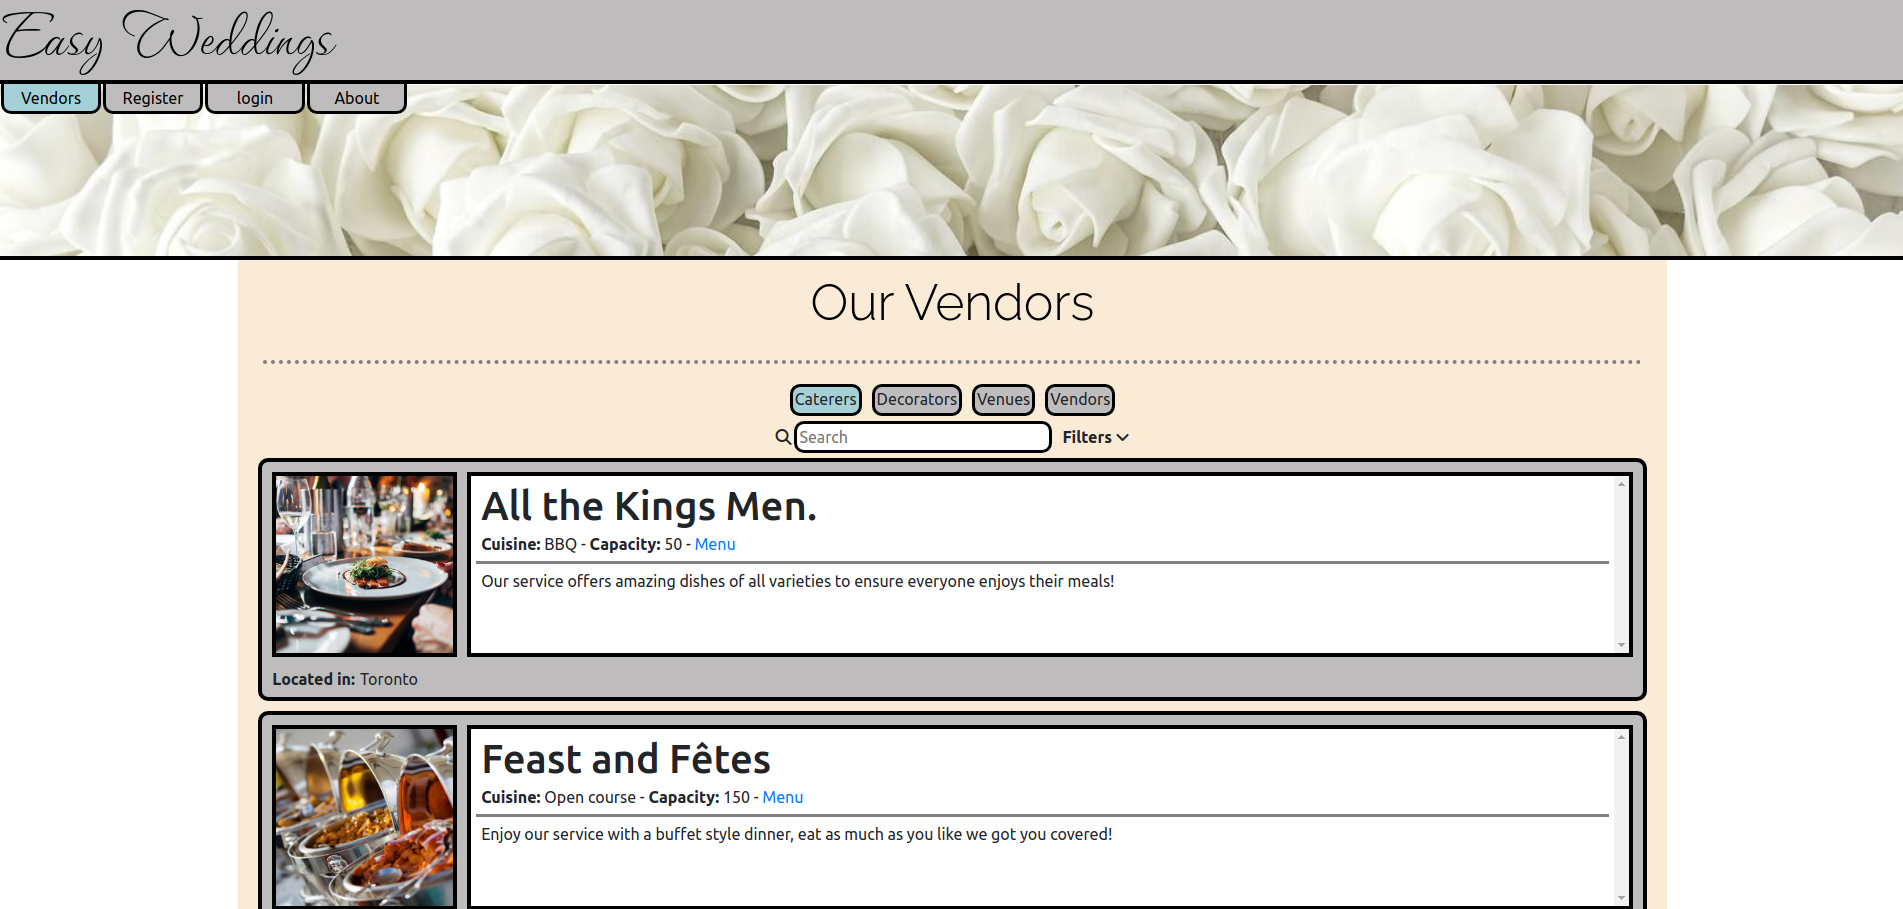 Easy Weddings
Vendors Register login About
Our Vendors
Caterers Decorators Venues Vendors
Search Filters
All the Kings Men.
Cuisine: BBQ - Capacity: 50 - Menu
Our service offers amazing dishes of all varieties to ensure everyone enjoys their meals!
Located in: Toronto
Feast and Fêtes
Cuisine: Open course - Capacity: 150 - Menu
Enjoy our service with a buffet style dinner, eat as much as you like we got you covered!